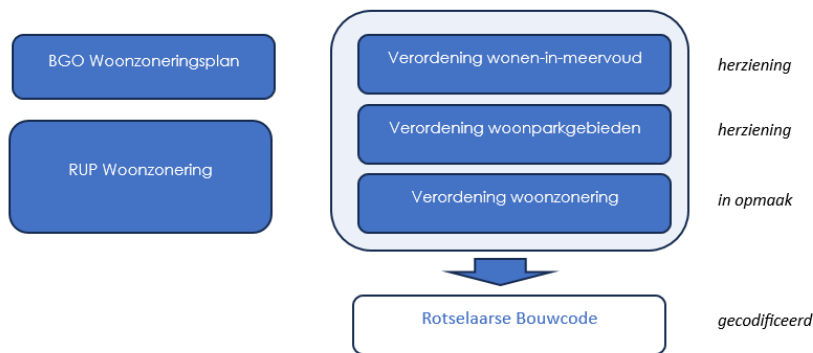 BGO Woonzoneringsplan
Verordening wonen-in-meervoud
herziening
Verordening woonparkgebieden
herziening
RUP Woonzonering
Verordening woonzonering
in opmaak
Rotselaarse Bouwcode
gecodificeerd